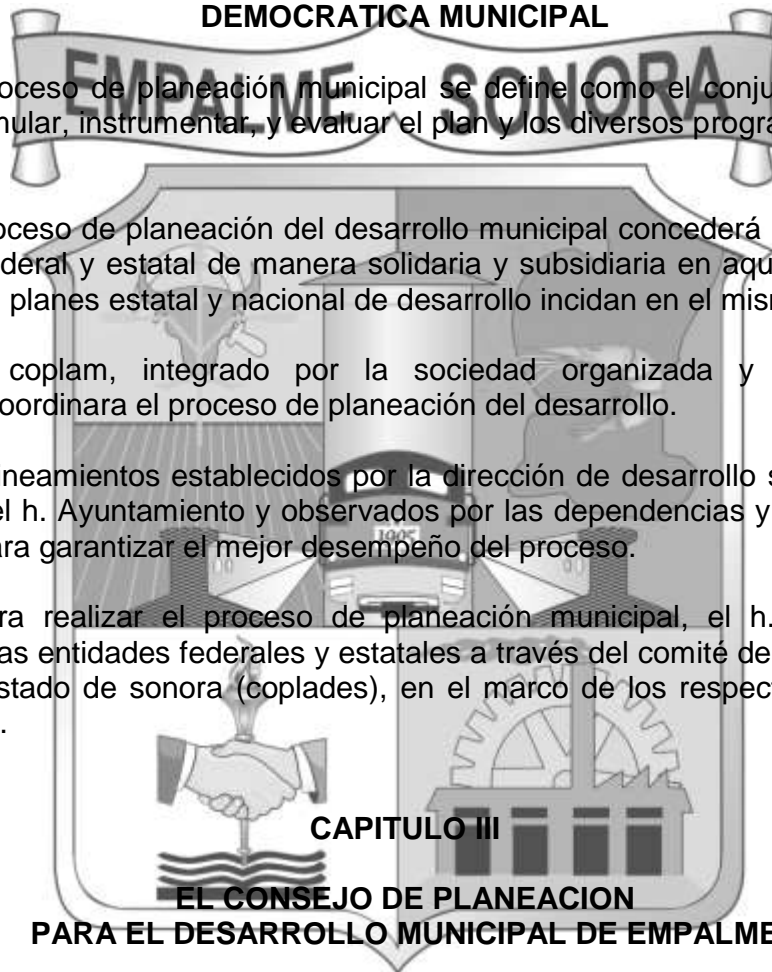 DEMOCRATICA MUNICIPAL
EMPALME SONORA
oceso de planeación municipal se define como el conju
mular, instrumentar, y evaluar el plan y los diversos progra
oceso de planeación del desarrollo municipal concederá
deral y estatal de manera solidaria y subsidiaria en aqu
planes estatal y nacional de desarrollo incidan en el mism
coplam, integrado por la sociedad organizada y
oordinara el proceso de planeación del desarrollo.
ineamientos establecidos por la dirección de desarrollo s
el h. Ayuntamiento y observados por las dependencias y
ara garantizar el mejor desempeño del proceso.
1905
ra realizar el proceso de planeación municipal, el h.
as entidades federales y estatales a través del comité de
stado de sonora (coplades), en el marco de los respect
.
CAPITULO III
EL CONSEJO DE PLANEACION
PARA EL DESARROLLO MUNICIPAL DE EMPALME